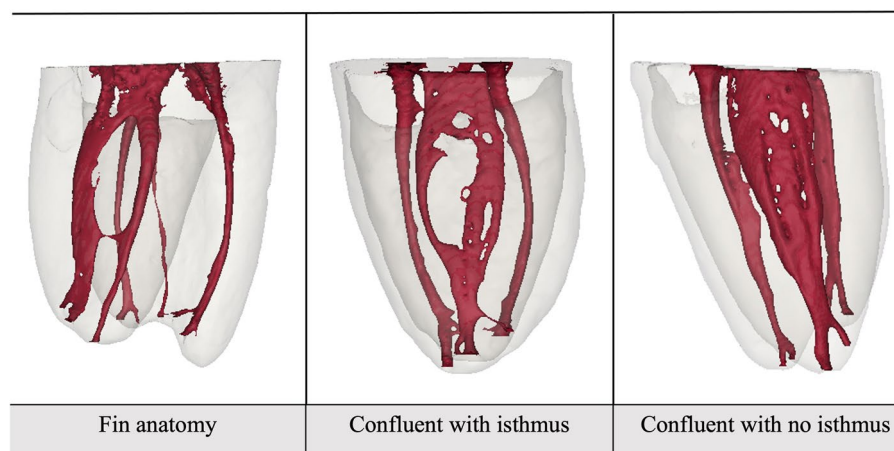 Fin anatomy
Confluent with isthmus
Confluent with no isthmus